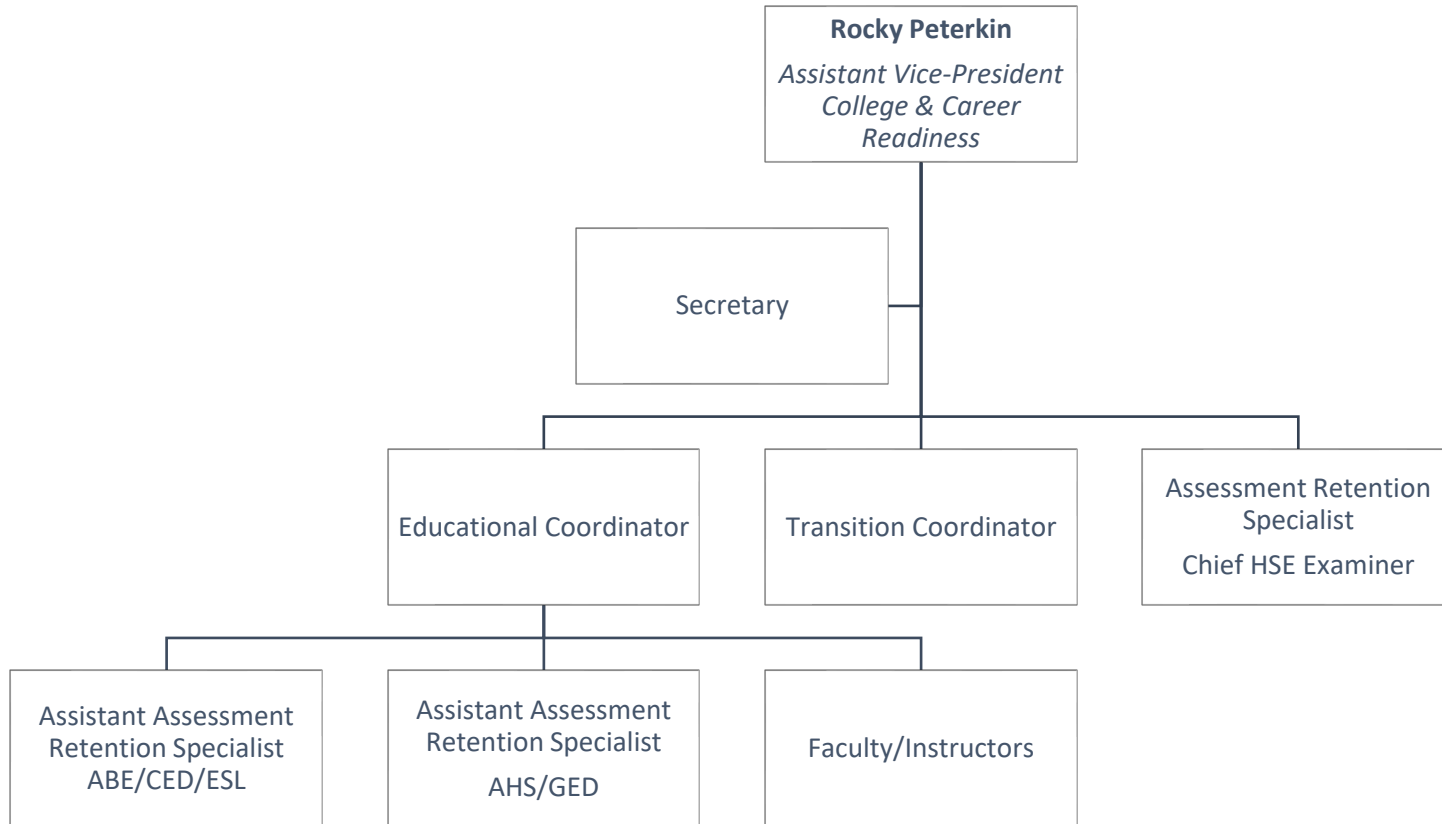 Rocky Peterkin
Assistant Vice-President
College & Career
Readiness
Secretary
Educational Coordinator
Transition Coordinator
Assessment Retention
Specialist
Chief HSE Examiner
Assistant Assessment
Retention Specialist
ABE/CED/ESL
Assistant Assessment
Retention Specialist
AHS/GED
Faculty/Instructors